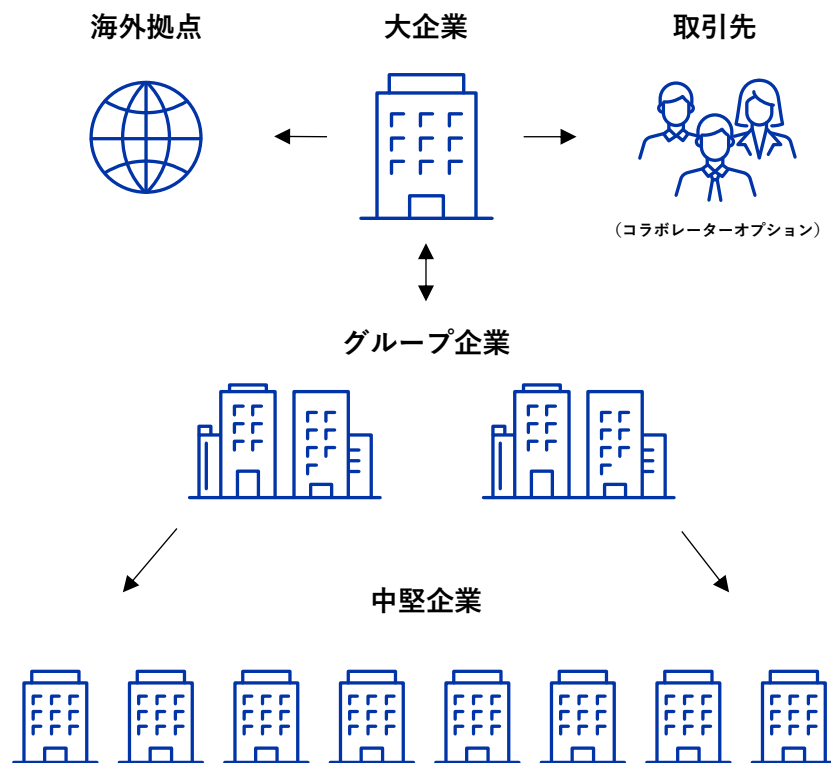 海外拠点
大企業
取引先
（コラボレーターオプション）
グループ企業
中堅企業